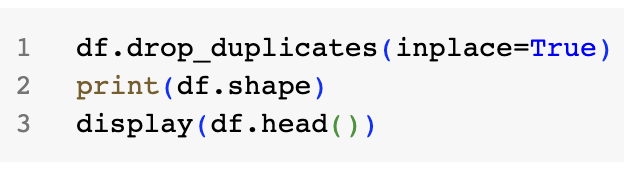 1 df.drop_duplicates(inplace=True)
2 print(df.shape)
3 display(df.head())